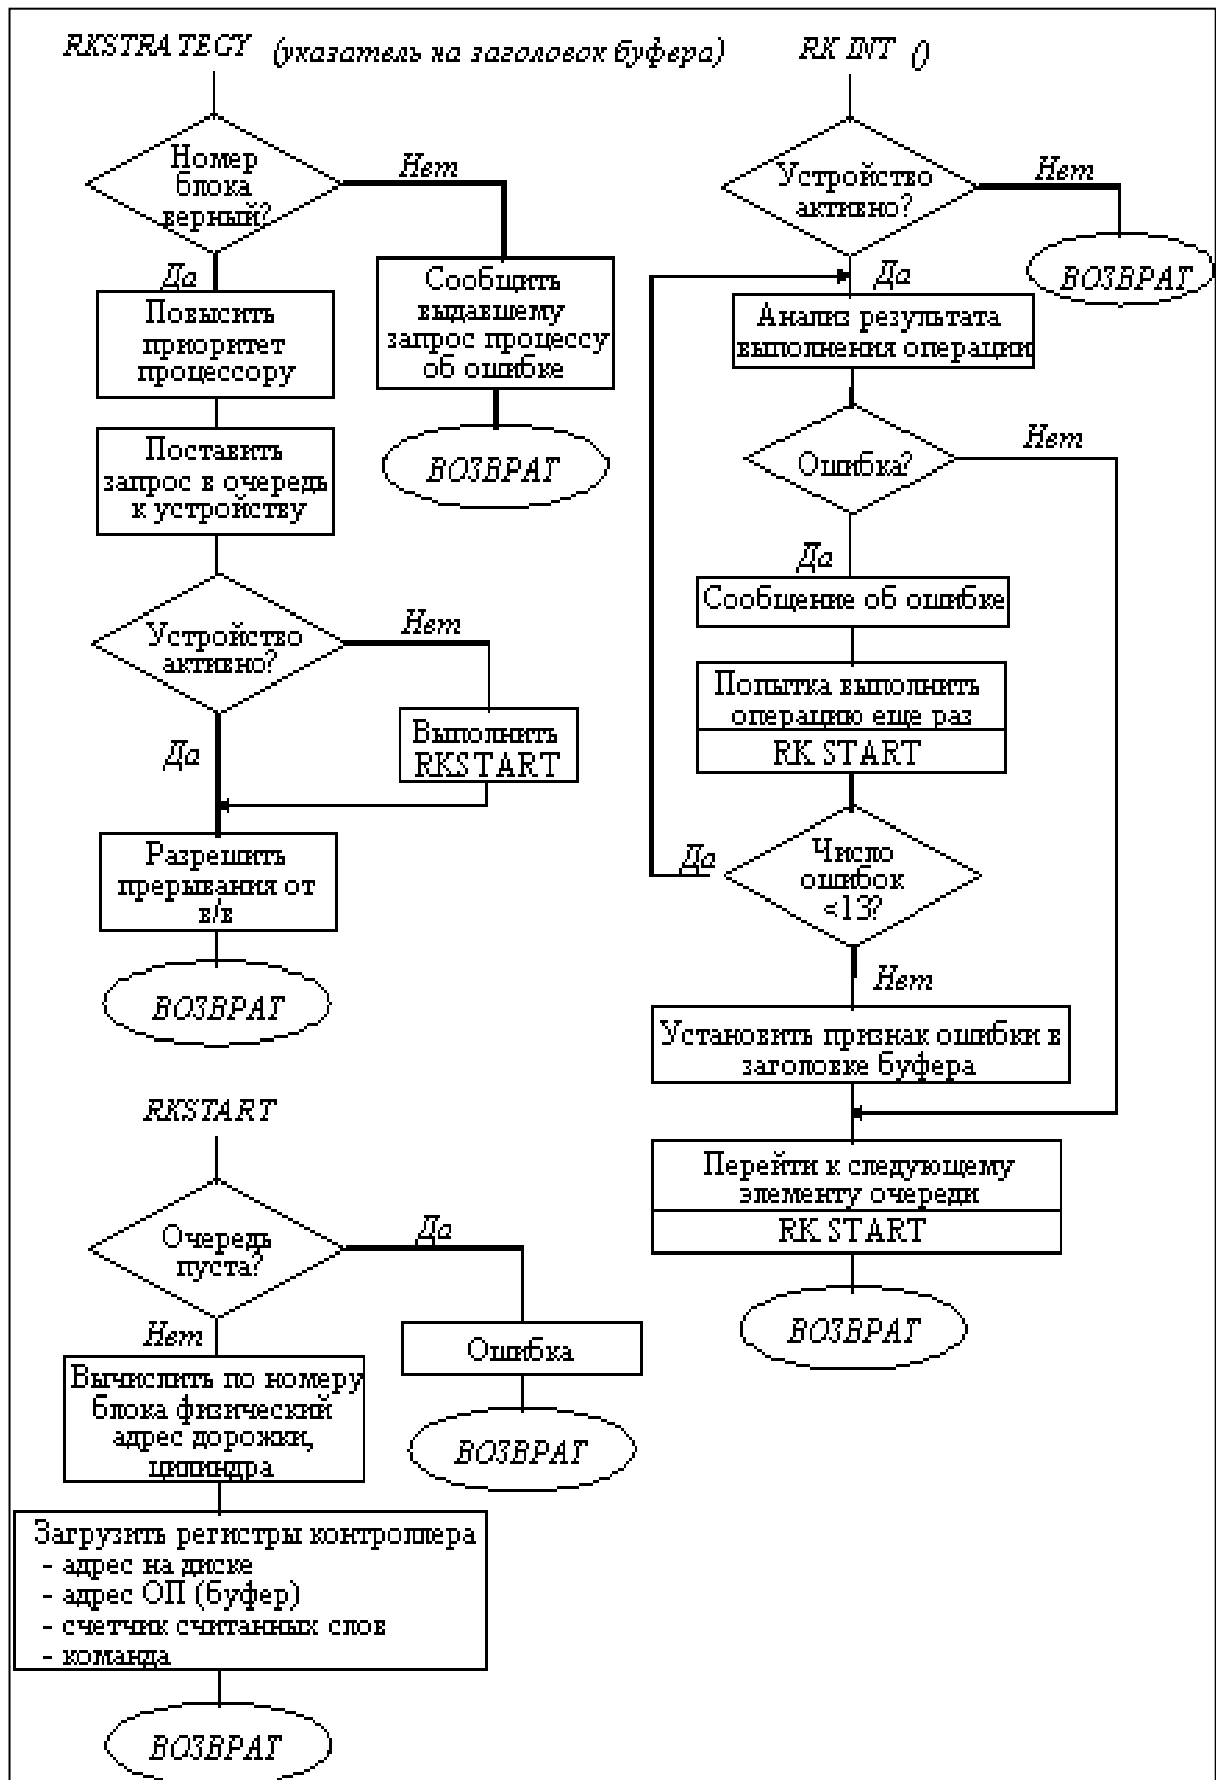 RKSTRATEGY (указатель на заголовок буфера)
Номер
блока
верный?
Нет
Да
Повысить
приоритет
процессору
Сообщить
выдавшему
запрос процессу
об ошибке
ВОЗВРАТ
Поставить
запрос в очередь
к устройству
Устройство
активно?
Нет
Да
Выполнить
RKSTART
Разрешить
прерывания от
в/в
ВОЗВРАТ
RKSTART
Очередь
пуста?
Да
Нет
Ошибка
ВОЗВРАТ
Вычислить по номеру
блока физический
адрес дорожки,
цилиндра
Загрузить регистры контроллера
- адрес на диске
- адрес ОП (буфер)
- счетчик считанных слов
- команда
ВОЗВРАТ
RK INT ()
Устройство
активно?
Нет
ВОЗВРАТ
Да
Анализ результата
выполнения операции
Ошибка?
Нет
Да
Сообщение об ошибке
Попытка выполнить
операцию еще раз
RK START
Число
ошибок
<13?
Да
Нет
Установить признак ошибки в
заголовке буфера
Перейти к следующему
элементу очереди
RK START
ВОЗВРАТ